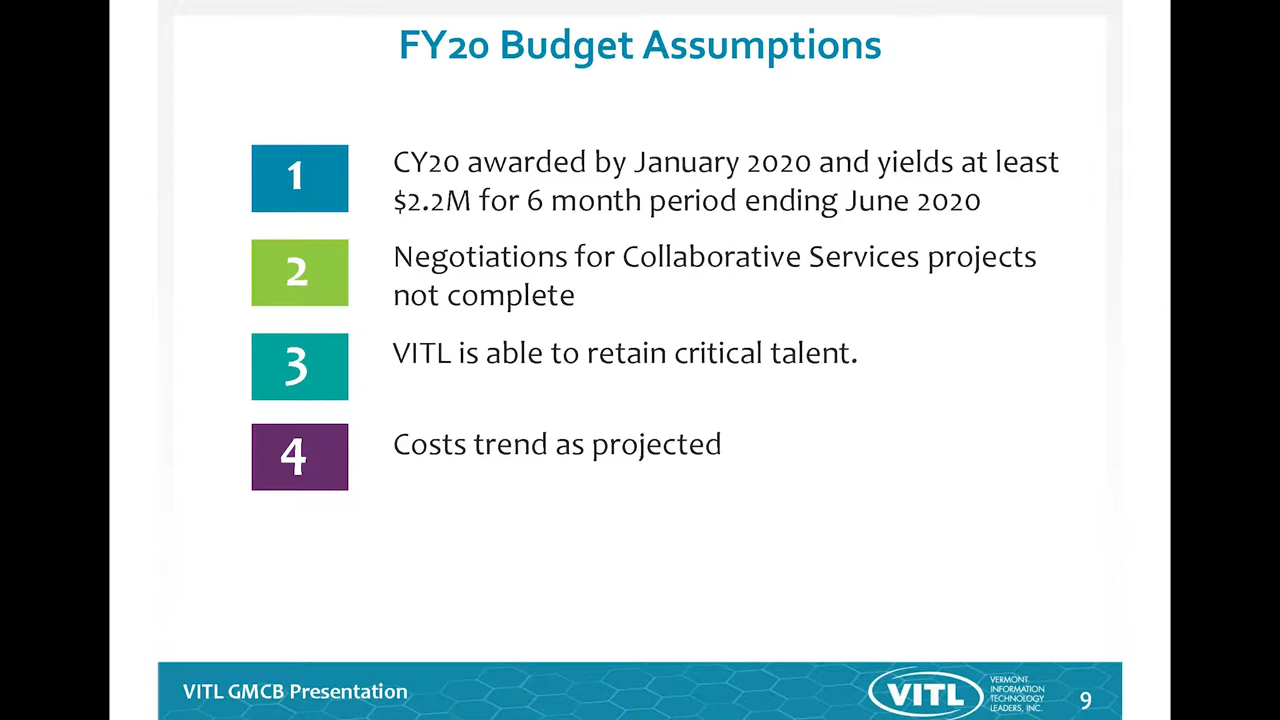 FY20 Budget Assumptions
1
CY20 awarded by January 2020 and yields at least
$2.2M for 6 month period ending June 2020
2
Negotiations for Collaborative Services projects
not complete
3
VITL is able to retain critical talent.
4
Costs trend as projected
VITL GMCB Presentation
VITL
VERMONT
INFORMATION
TECHNOLOGY
LEADERS, INC.
9